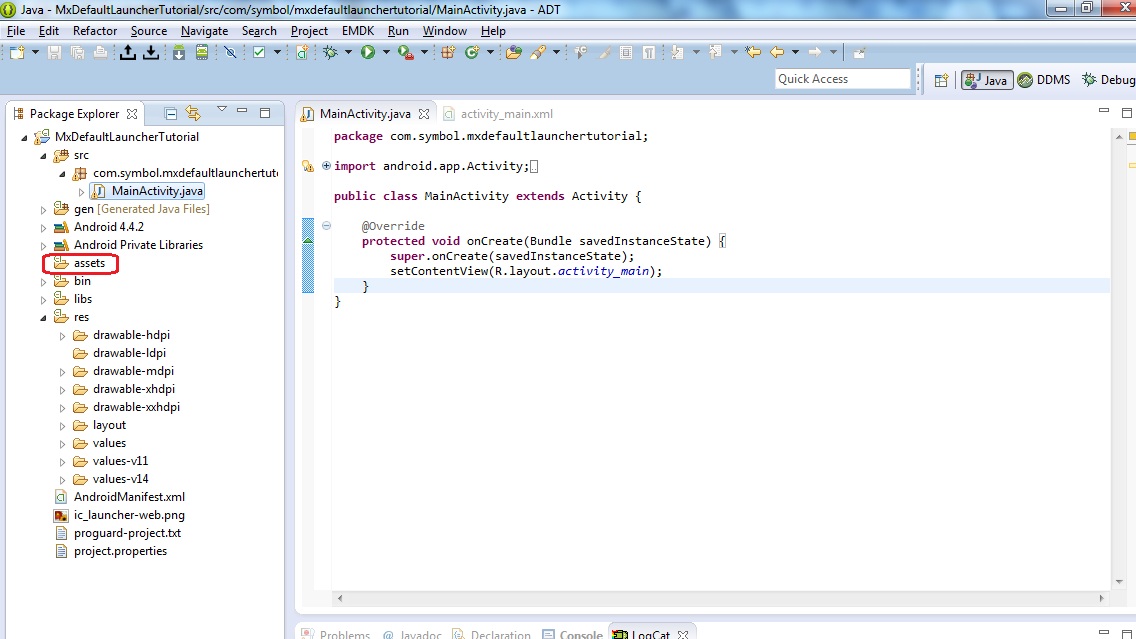 Java - MxDefaultLauncherTutorial/src/com/symbol/mxdefaultlaunchertutorial/MainActivity.java - ADT
File Edit Refactor Source Navigate Search Project EMDK Run Window Help
Quick Access
Java DDMS Debug
Package Explorer
MxDefaultLauncherTutorial
src
com.symbol.mxdefaultlaunchertuto
MainActivity.java
gen [Generated Java Files]
Android 4.4.2
Android Private Libraries
assets
bin
libs
res
drawable-hdpi
drawable-ldpi
drawable-mdpi
drawable-xhdpi
drawable-xxhdpi
layout
values
values-v11
values-v14
AndroidManifest.xml
ic_launcher-web.png
proguard-project.txt
project.properties
MainActivity.java activity_main.xml
package com.symbol.mxdefaultlaunchertutorial;
import android.app.Activity;
public class MainActivity extends Activity {
@Override
protected void onCreate(Bundle savedInstanceState) {
super.onCreate(savedInstanceState);
setContentView(R.layout.activity_main);
}
}
Problems @ Javadoc Declaration Console LogCat